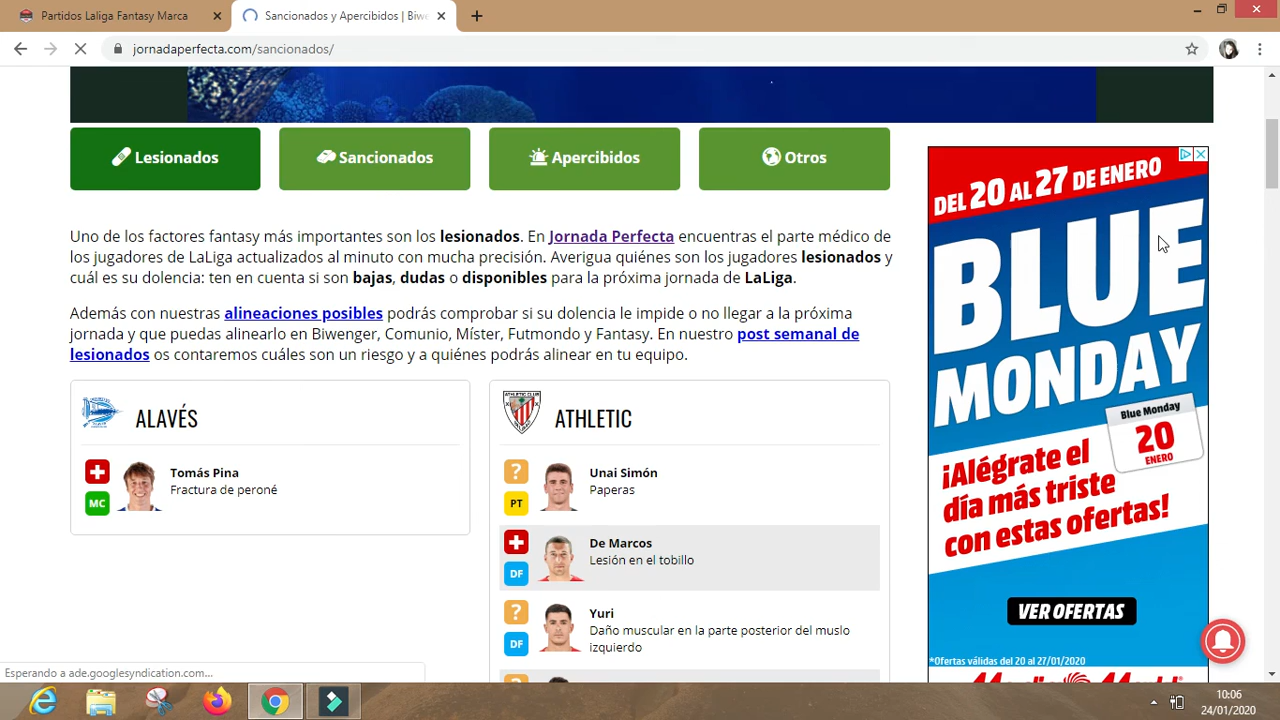 Partidos Laliga Fantasy Marca
Sancionados y Apercibidos | Biwe
jornadaperfecta.com/sancionados/
Lesionados
Sancionados
Apercibidos
Otros
Uno de los factores fantasy más importantes son los lesionados. En Jornada Perfecta encuentras el parte médico de
los jugadores de LaLiga actualizados al minuto con mucha precisión. Averigua quiénes son los jugadores lesionados y
cuál es su dolencia: ten en cuenta si son bajas, dudas o disponibles para la próxima jornada de LaLiga.
Además con nuestras alineaciones posibles podrás comprobar si su dolencia le impide o no llegar a la próxima
jornada y que puedas alinearlo en Biwenger, Comunio, Míster, Futmondo y Fantasy. En nuestro post semanal de
lesionados os contaremos cuáles son un riesgo y a quiénes podrás alinear en tu equipo.
ALAVÉS
MC
Tomás Pina
Fractura de peroné
ATHLETIC CLUB
ATHLETIC
?
PT
Unai Simón
Paperas
DF
De Marcos
Lesión en el tobillo
?
DF
Yuri
Daño muscular en la parte posterior del muslo
izquierdo
DEL 20 AL 27 DE ENERO
BLUE
MONDAY
Blue Monday
20
ENERO
¡Alégrate el
día más triste
con estas ofertas!
VER OFERTAS
*Ofertas válidas del 20 al 27/01/2020
Esperando a ade.googlesyndication.com...
10:06
24/01/2020